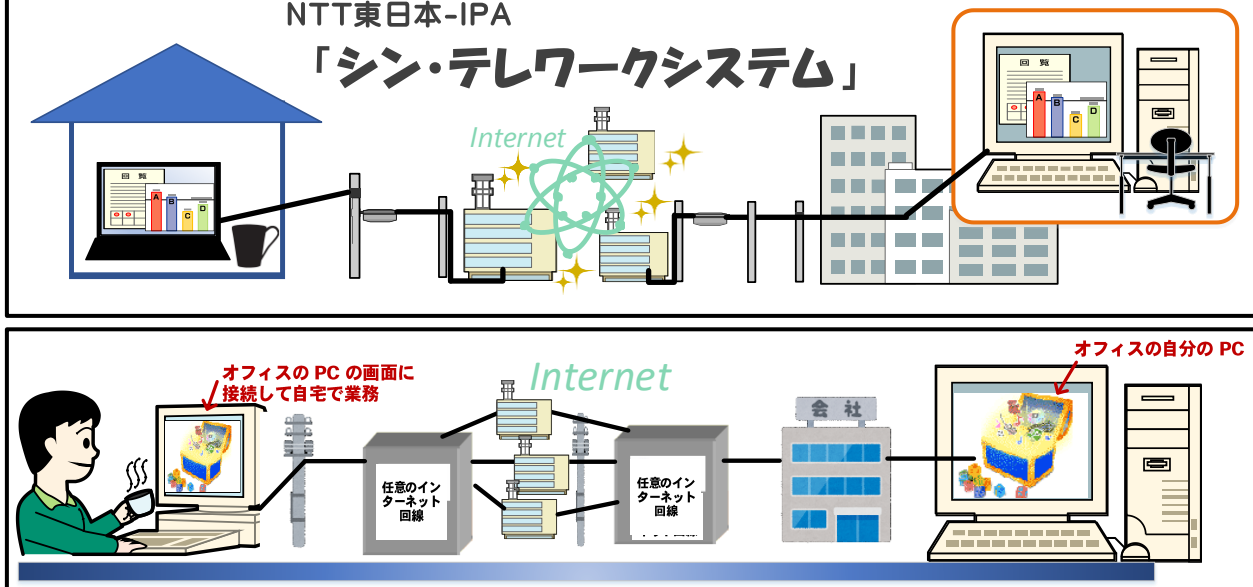 NTT東日本-IPA
「シン・テレワークシステム」
Internet
回覧
A
B
C
D
回覧
A
B
C
D
オフィスの PC の画面に
接続して自宅で業務
Internet
オフィスの自分の PC
会社
任意のイン
ターネット
回線
任意のイン
ターネット
回線